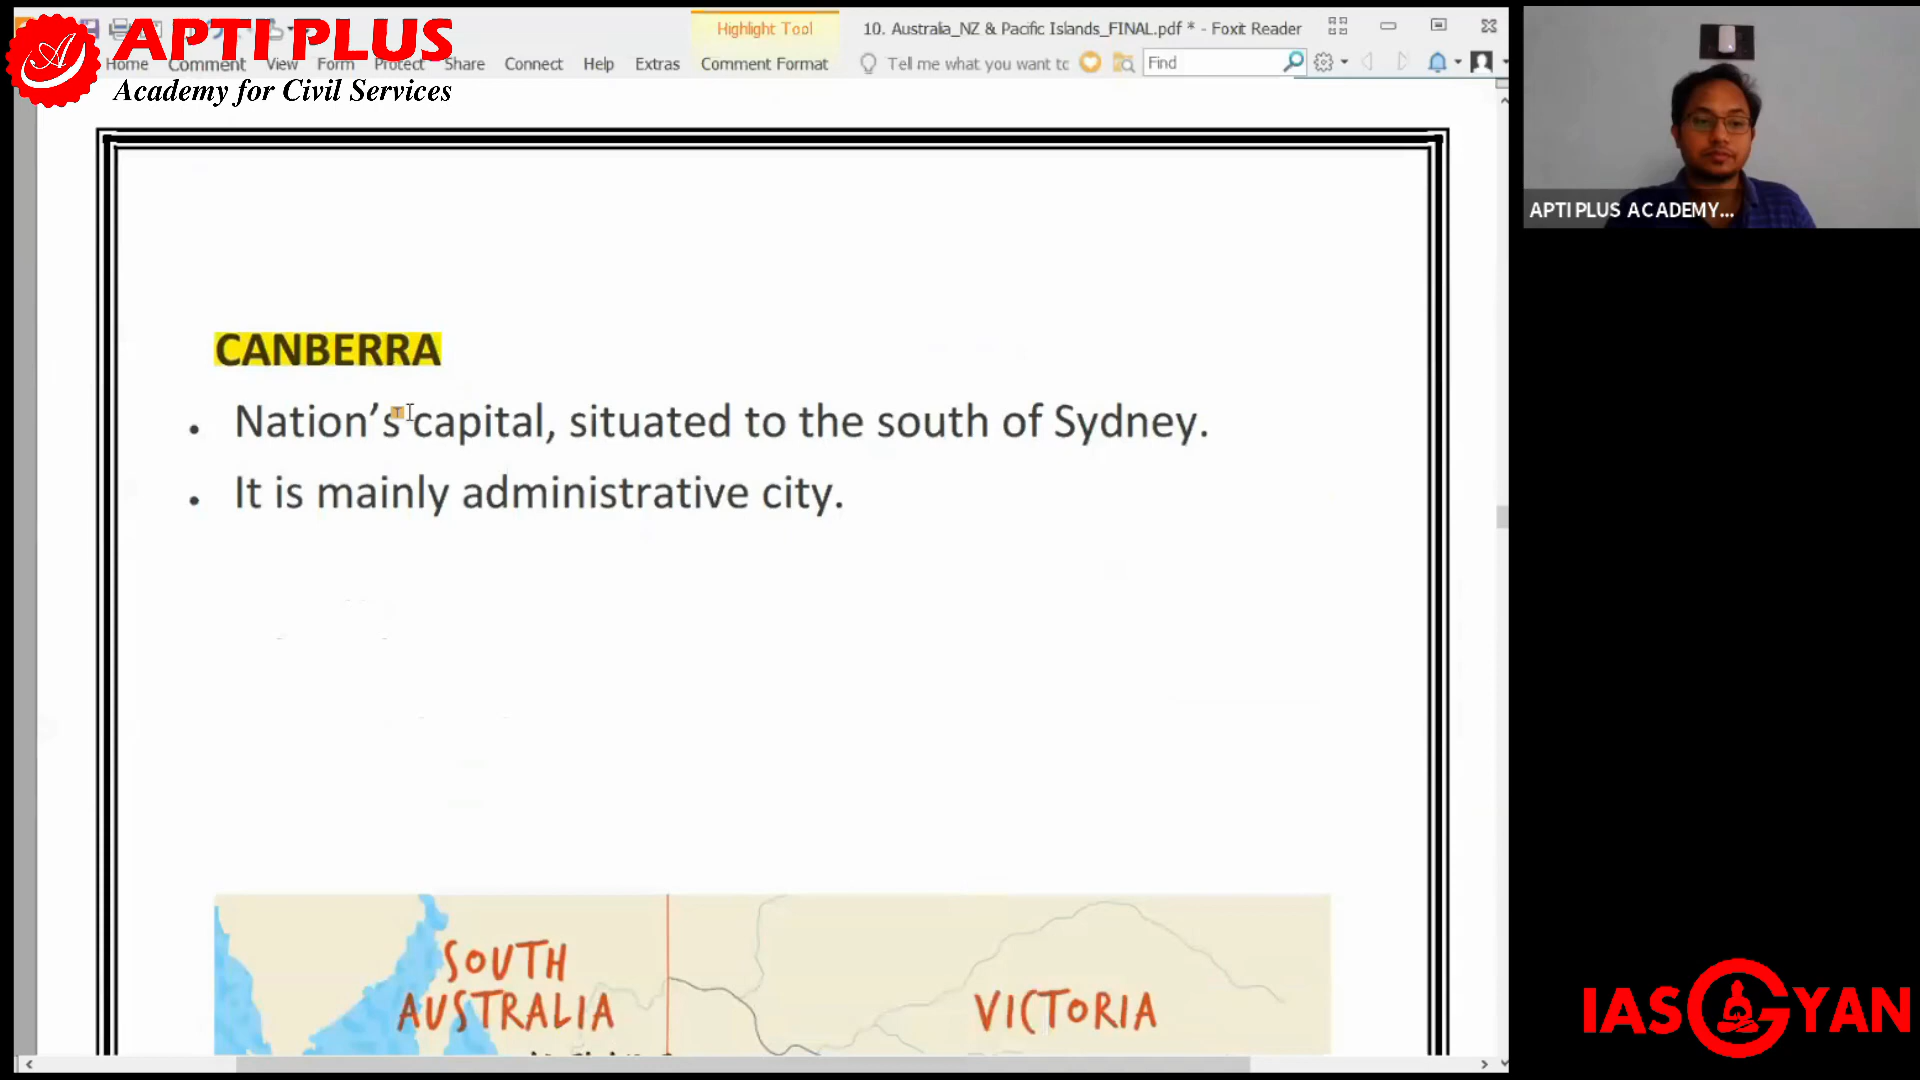 APTI PLUS
Academy for Civil Services
Highlight Tool
10. Australia_NZ & Pacific Islands_FINAL.pdf * - Foxit Reader
Home Comment View Form Protect Share Connect Help Extras Comment Format Tell me what you want to Find
APTI PLUS ACADEMY...
CANBERRA
• Nation's capital, situated to the south of Sydney.
• It is mainly administrative city.
SOUTH
AUSTRALIA
VICTORIA
IAS GYAN